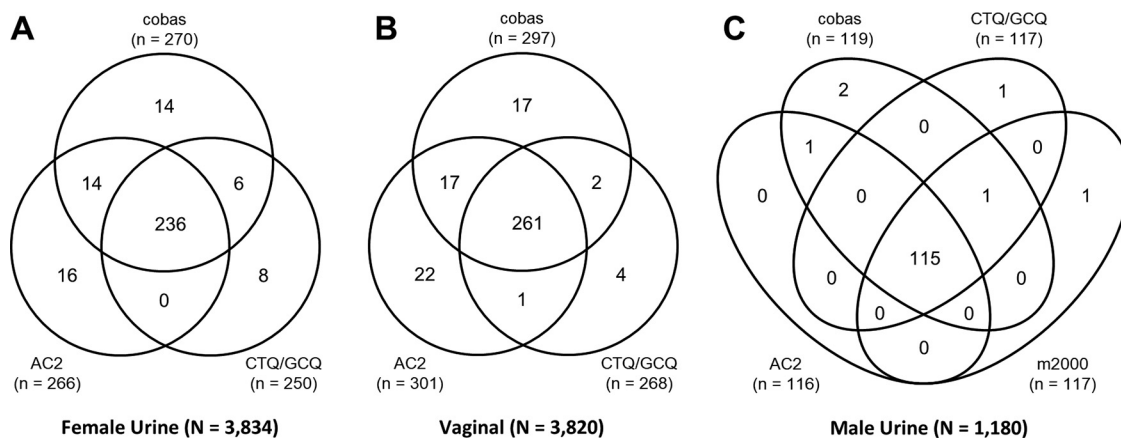 A
cobas
(n = 270)
14
14
6
236
16
8
0
AC2
(n = 266)
CTQ/GCQ
(n = 250)
Female Urine (N = 3,834)
B
cobas
(n = 297)
17
17
2
261
22
4
1
AC2
(n = 301)
CTQ/GCQ
(n = 268)
Vaginal (N = 3,820)
C
cobas
(n = 119)
CTQ/GCQ
(n = 117)
2
1
0
1
0
0
0
1
1
115
0
0
0
0
0
AC2
(n = 116)
m2000
(n = 117)
Male Urine (N = 1,180)